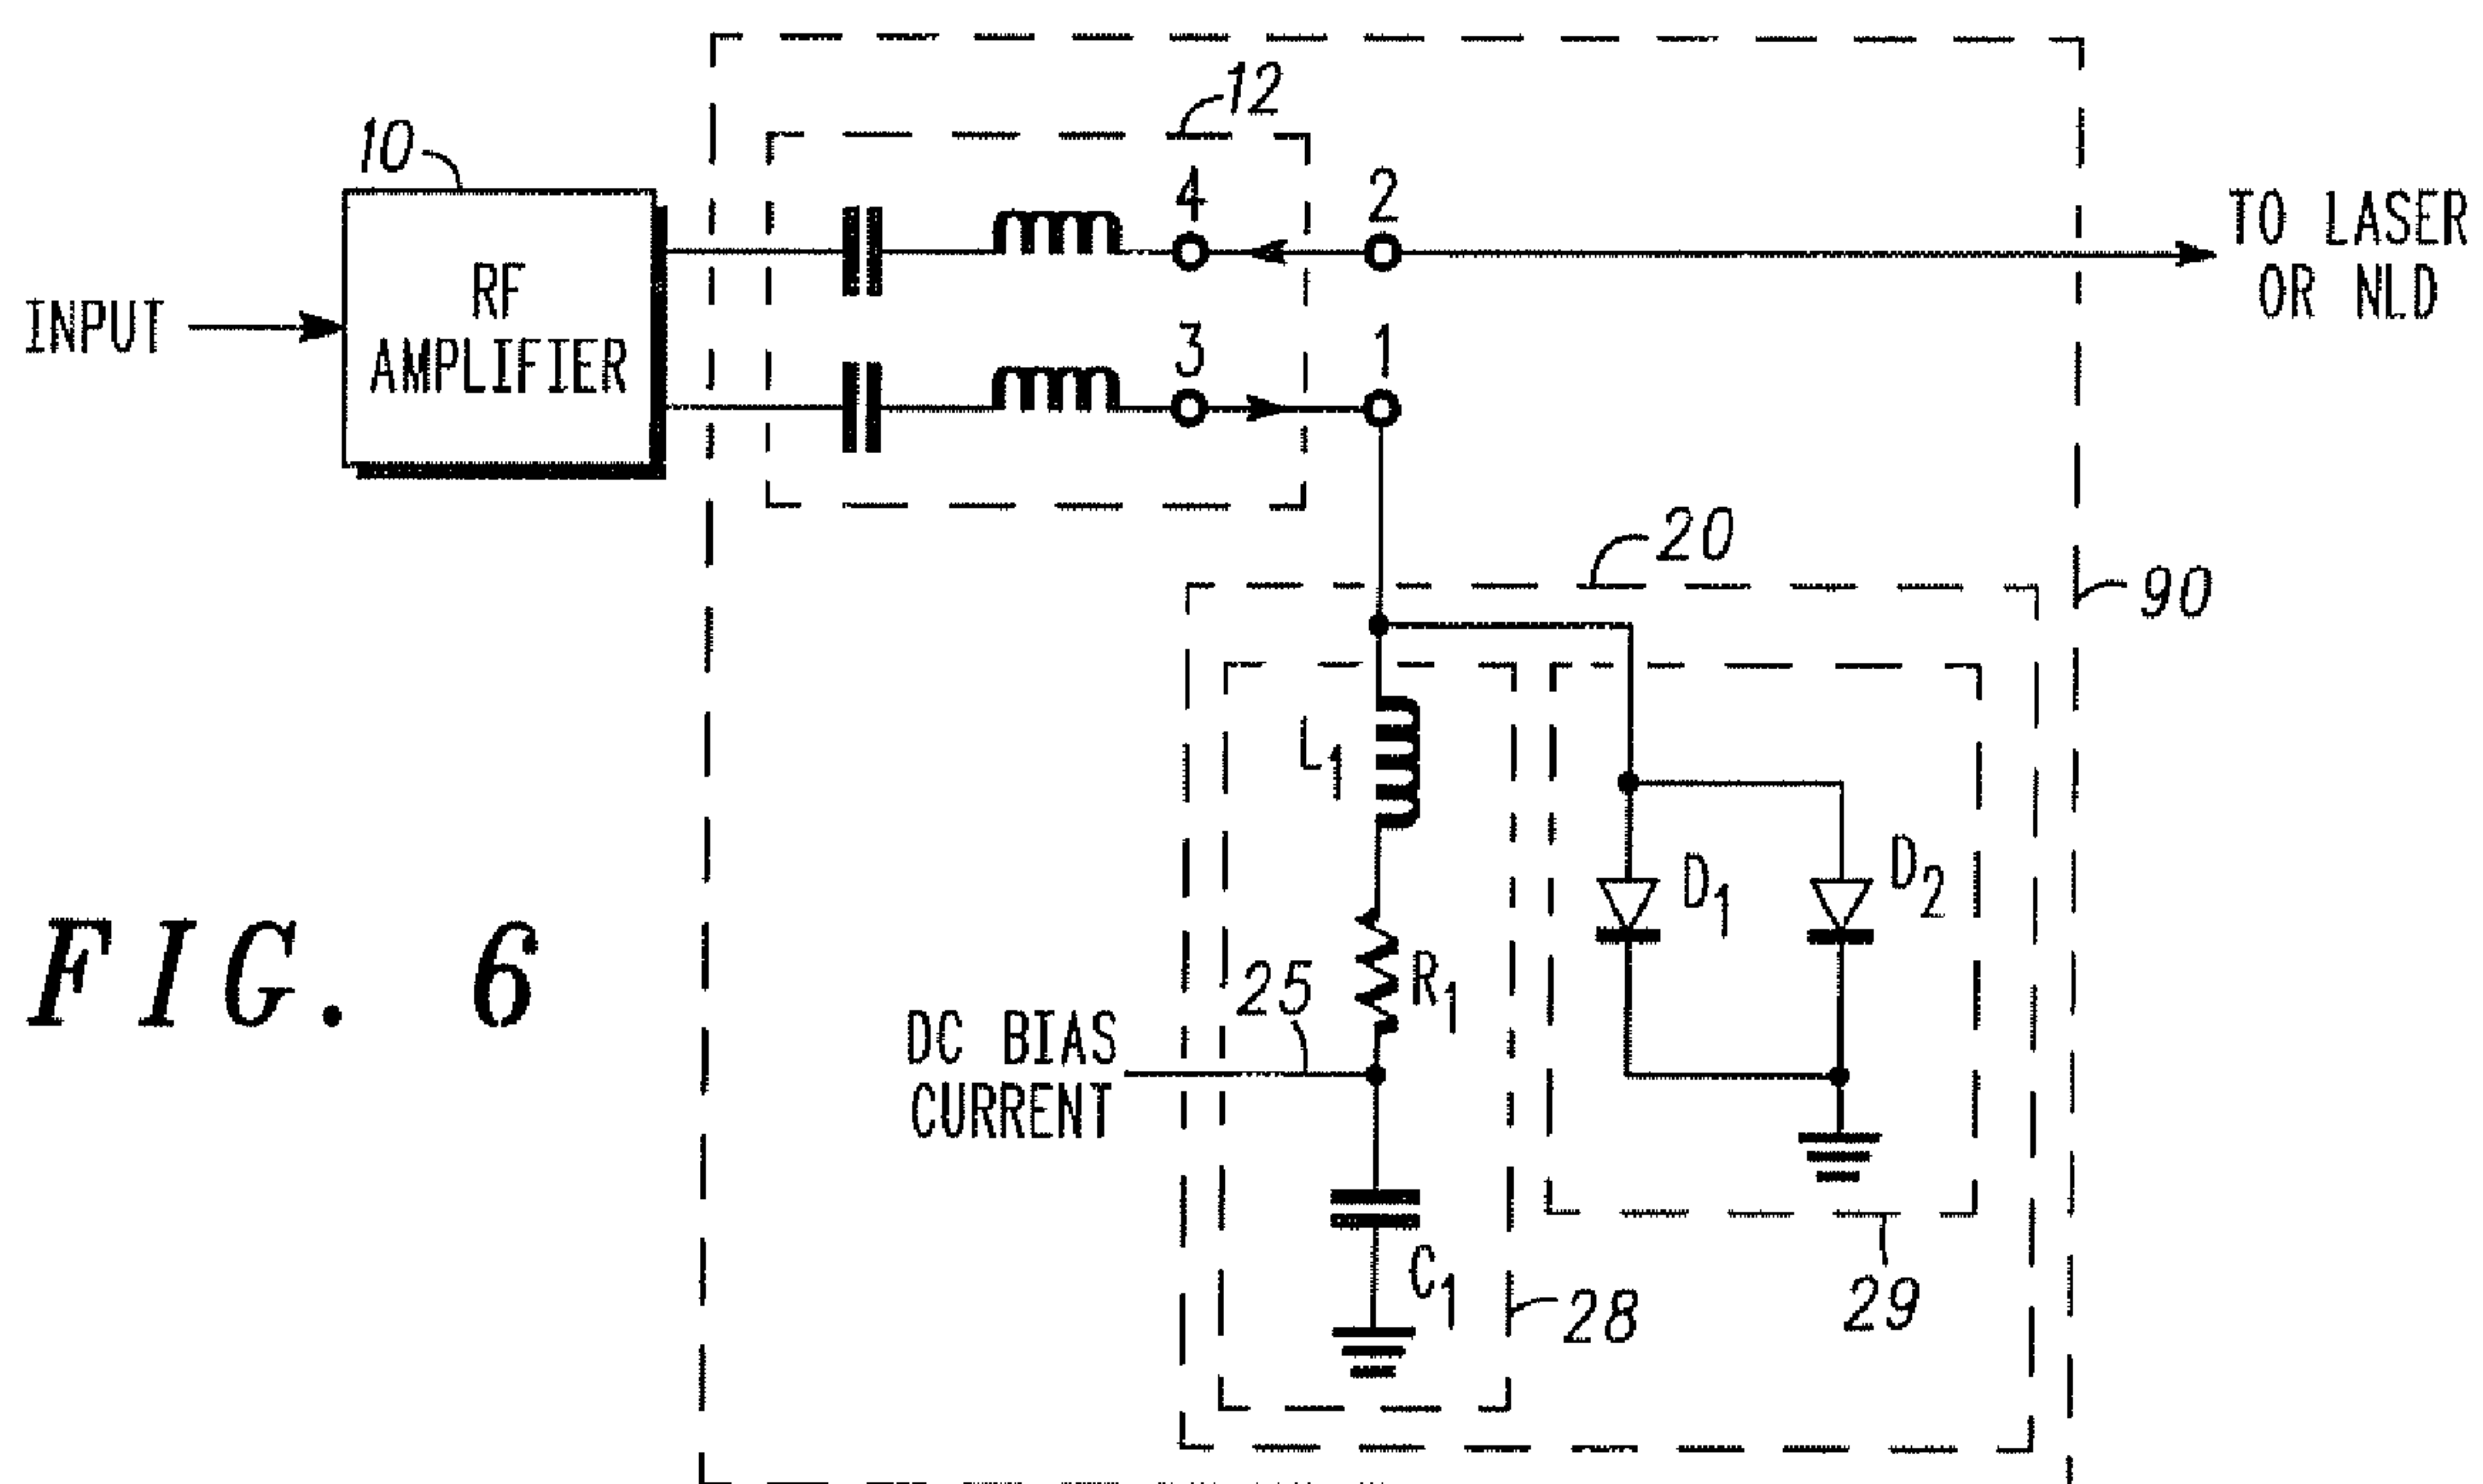 12
10
4
2
TO LASER
OR NLD
RF
AMPLIFIER
INPUT
3
1
20
90
L1
D1
D2
R1
25
DC BIAS
CURRENT
C1
28
29
FIG. 6